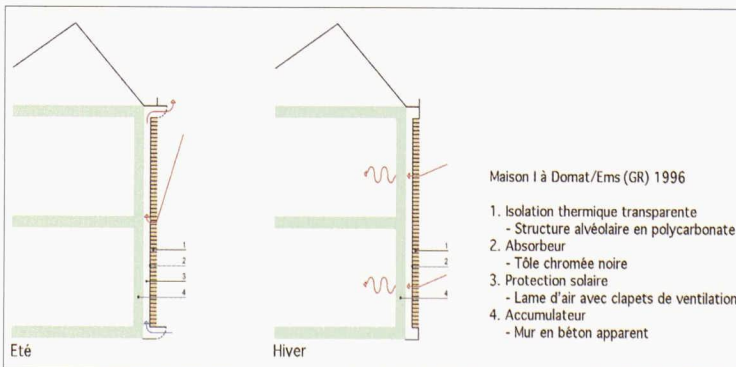 Maison I à Domat/Ems (GR) 1996
1. Isolation thermique transparente
- Structure alvéolaire en polycarbonate
2. Absorbeur
- Tôle chromée noire
3. Protection solaire
- Lame d'air avec clapets de ventilation
4. Accumulateur
- Mur en béton apparent
1
2
3
4
Eté
1
2
4
Hiver